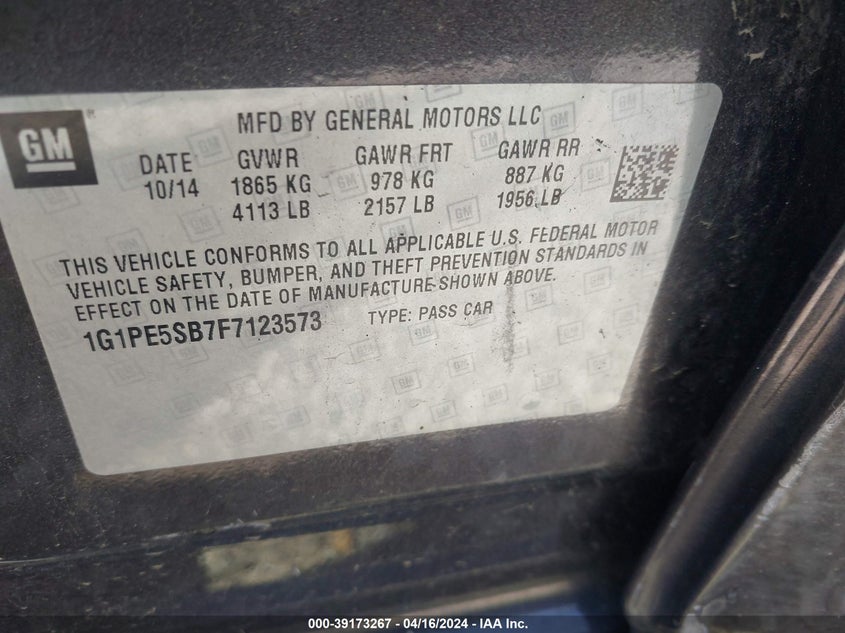 GM
MFD BY GENERAL MOTORS LLC
DATE GVWR GAWR FRT GAWR RR
10/14 1865 KG 978 KG 887 KG
4113 LB 2157 LB 1956 LB
THIS VEHICLE CONFORMS TO ALL APPLICABLE U.S. FEDERAL MOTOR
VEHICLE SAFETY, BUMPER, AND THEFT PREVENTION STANDARDS IN
EFFECT ON THE DATE OF MANUFACTURE SHOWN ABOVE.
1G1PE5SB7F7123573 TYPE: PASS CAR
000-39173267 - 04/16/2024 - IAA Inc.